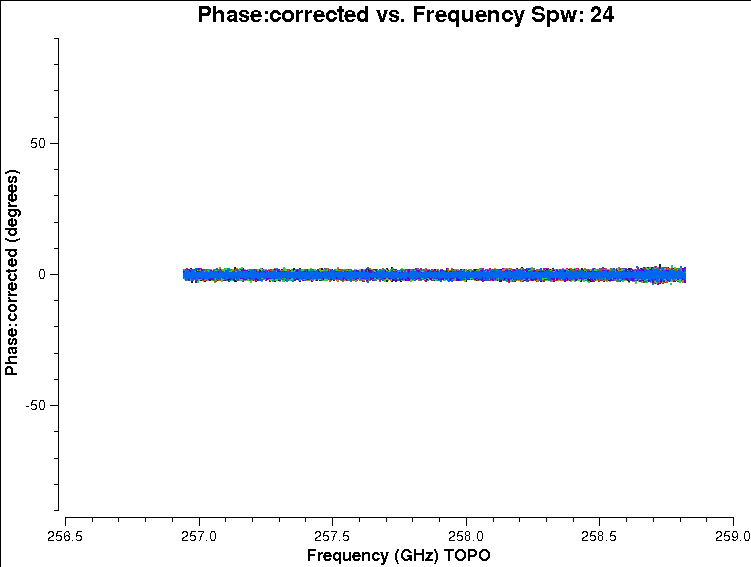 Phase:corrected vs. Frequency Spw: 24
Phase:corrected (degrees)
50
0
-50
256.5 257.0 257.5 258.0 258.5 259.0
Frequency (GHz) TOPO